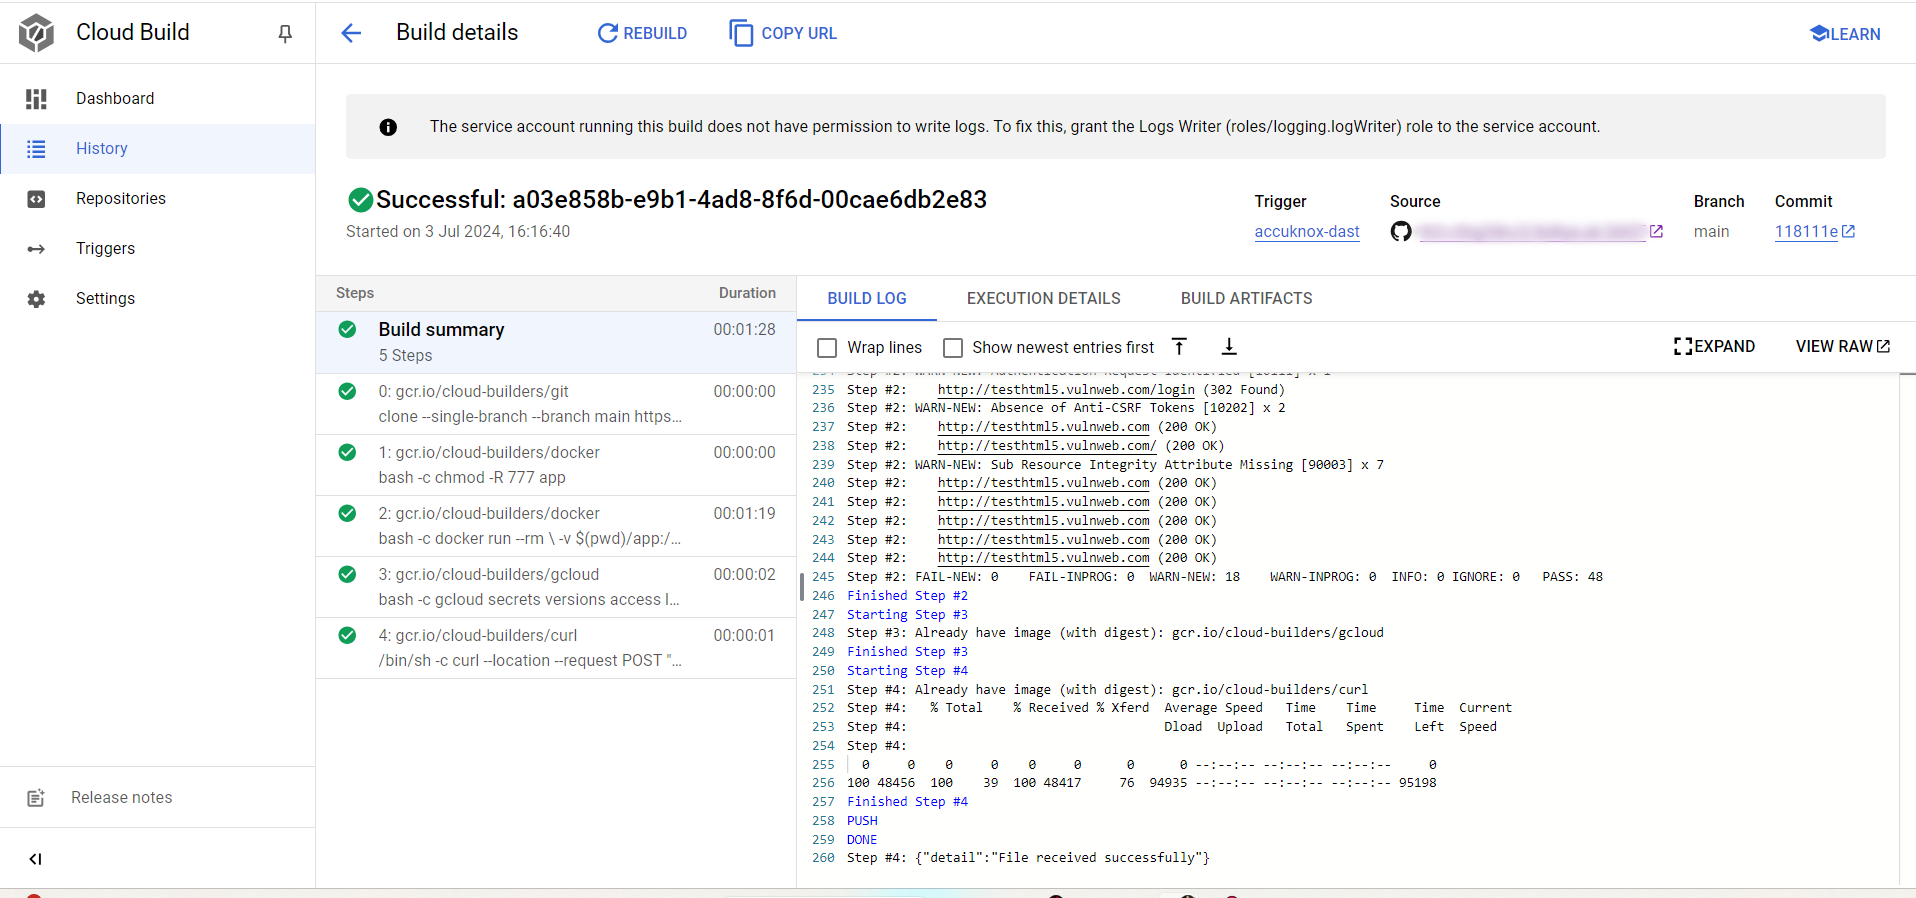 Cloud Build
Build details
REBUILD
COPY URL
LEARN
Dashboard
History
Repositories
Triggers
Settings
Release notes
The service account running this build does not have permission to write logs. To fix this, grant the Logs Writer (roles/logging.logWriter) role to the service account.
Successful: a03e858b-e9b1-4ad8-8f6d-00cae6db2e83
Started on 3 Jul 2024, 16:16:40
Trigger
accuknox-dast
Source
Branch
main
Commit
118111e
Steps Duration
Build summary 00:01:28
5 Steps
0: gcr.io/cloud-builders/git 00:00:00
clone --single-branch --branch main https...
1: gcr.io/cloud-builders/docker 00:00:00
bash -c chmod -R 777 app
2: gcr.io/cloud-builders/docker 00:01:19
bash -c docker run --rm \ -v $(pwd)/app:/...
3: gcr.io/cloud-builders/gcloud 00:00:02
bash -c gcloud secrets versions access l...
4: gcr.io/cloud-builders/curl 00:00:01
/bin/sh -c curl --location --request POST "...
BUILD LOG EXECUTION DETAILS BUILD ARTIFACTS
Wrap lines Show newest entries first EXPAND VIEW RAW
235 Step #2: http://testhtml5.vulnweb.com/login (302 Found)
236 Step #2: WARN-NEW: Absence of Anti-CSRF Tokens [10202] x 2
237 Step #2: http://testhtml5.vulnweb.com (200 OK)
238 Step #2: http://testhtml5.vulnweb.com/ (200 OK)
239 Step #2: WARN-NEW: Sub Resource Integrity Attribute Missing [90003] x 7
240 Step #2: http://testhtml5.vulnweb.com (200 OK)
241 Step #2: http://testhtml5.vulnweb.com (200 OK)
242 Step #2: http://testhtml5.vulnweb.com (200 OK)
243 Step #2: http://testhtml5.vulnweb.com (200 OK)
244 Step #2: http://testhtml5.vulnweb.com (200 OK)
245 Step #2: FAIL-NEW: 0 FAIL-INPROG: 0 WARN-NEW: 18 WARN-INPROG: 0 INFO: 0 IGNORE: 0 PASS: 48
246 Finished Step #2
247 Starting Step #3
248 Step #3: Already have image (with digest): gcr.io/cloud-builders/gcloud
249 Finished Step #3
250 Starting Step #4
251 Step #4: Already have image (with digest): gcr.io/cloud-builders/curl
252 Step #4: % Total % Received % Xferd Average Speed Time Time Time Current
253 Step #4: Dload Upload Total Spent Left Speed
254 Step #4:
255 0 0 0 0 0 0 0 0 --:--:-- --:--:-- --:--:-- 0
256 100 48456 100 39 100 48417 76 94935 --:--:-- --:--:-- --:--:-- 95198
257 Finished Step #4
258 PUSH
259 DONE
260 Step #4: {"detail":"File received successfully"}